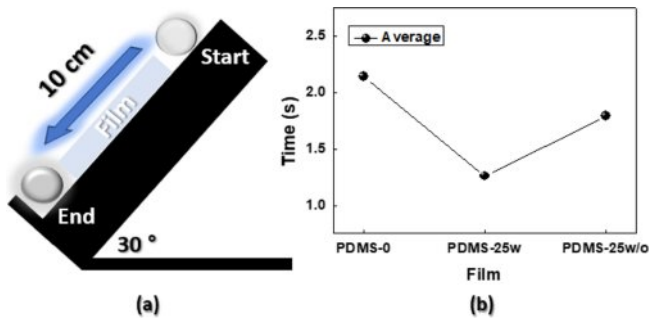 10 cm
Start
Film
End
30 °
(a)
Average
2.5
2.0
1.5
1.0
Time (s)
PDMS-0
PDMS-25w
PDMS-25w/o
Film
(b)